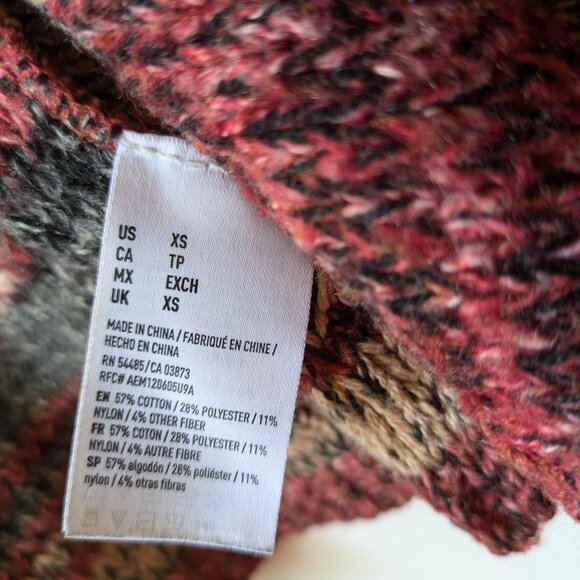 US XS
CA TP
MX EXCH
UK XS
MADE IN CHINA / FABRIQUÉ EN CHINE /
HECHO EN CHINA
RN 54485 / CA 03873
RFC# AEM120605U9A
EN 57% COTTON / 28% POLYESTER / 11%
NYLON / 4% OTHER FIBER
FR 57% COTON / 28% POLYESTER / 11%
NYLON / 4% AUTRE FIBRE
SP 57% algodón / 28% poliéster / 11%
nylon / 4% otras fibras